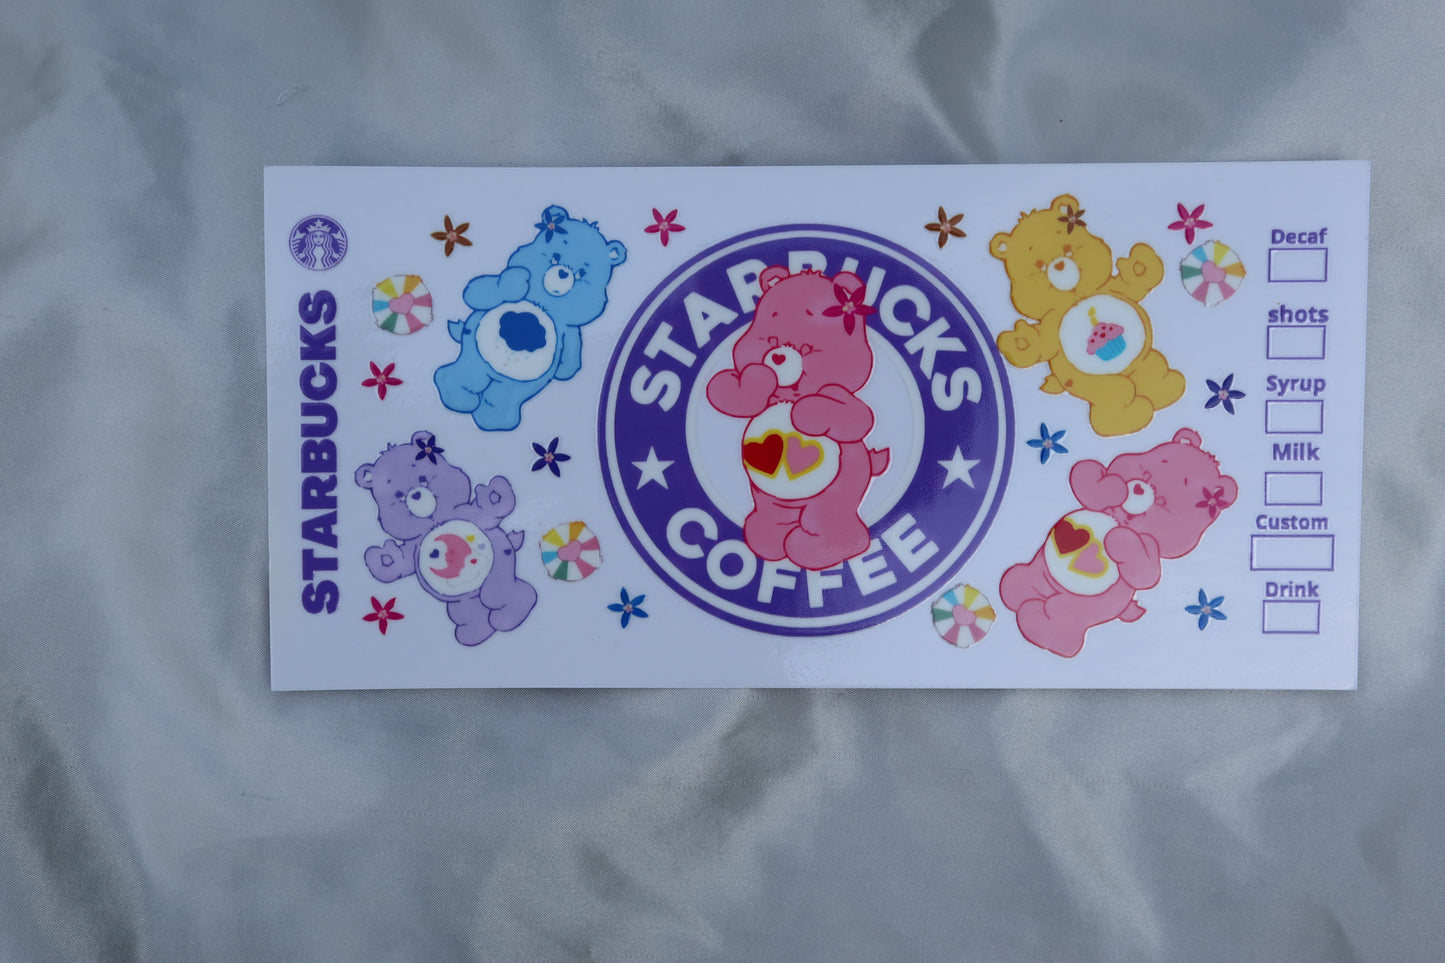 STARBUCKS
STARBUCKS
COFFEE
Decaf
shots
Syrup
Milk
Custom
Drink